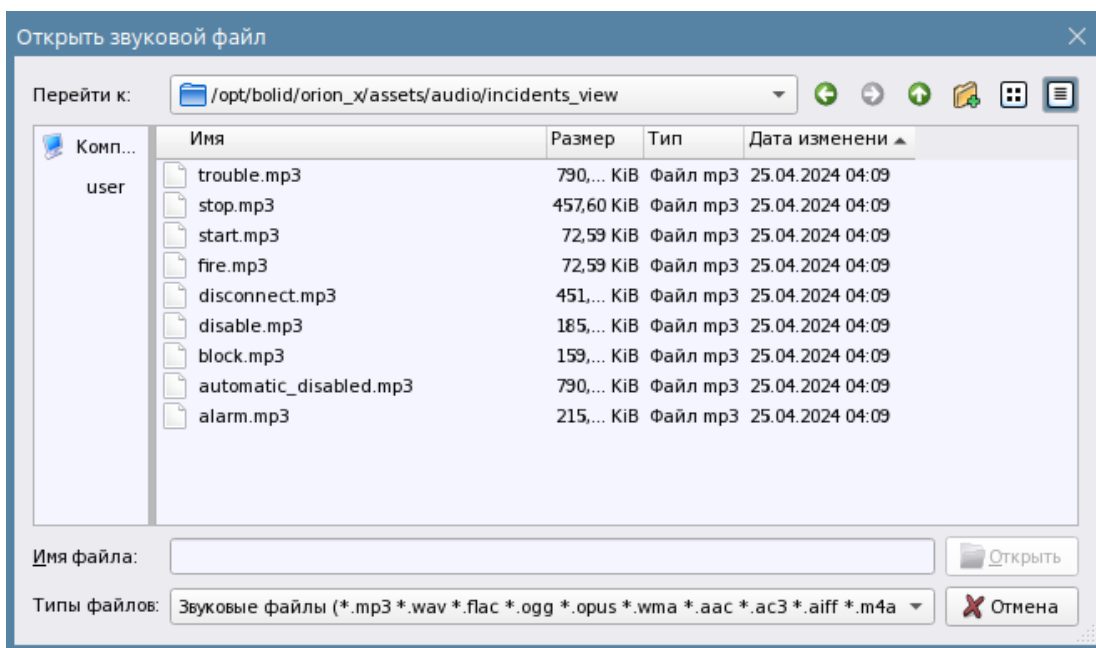 Открыть звуковой файл
Перейти к: /opt/bolid/orion_x/assets/audio/incidents_view
Комп...
user
Имя Размер Тип Дата изменени
trouble.mp3 790,... KiB Файл mp3 25.04.2024 04:09
stop.mp3 457,60 KiB Файл mp3 25.04.2024 04:09
start.mp3 72,59 KiB Файл mp3 25.04.2024 04:09
fire.mp3 72,59 KiB Файл mp3 25.04.2024 04:09
disconnect.mp3 451,... KiB Файл mp3 25.04.2024 04:09
disable.mp3 185,... KiB Файл mp3 25.04.2024 04:09
block.mp3 159,... KiB Файл mp3 25.04.2024 04:09
automatic_disabled.mp3 790,... KiB Файл mp3 25.04.2024 04:09
alarm.mp3 215,... KiB Файл mp3 25.04.2024 04:09
Имя файла: Открыть
Типы файлов: Звуковые файлы (*.mp3 *.wav *.flac *.ogg *.opus *.wma *.aac *.ac3 *.aiff *.m4a Отмена